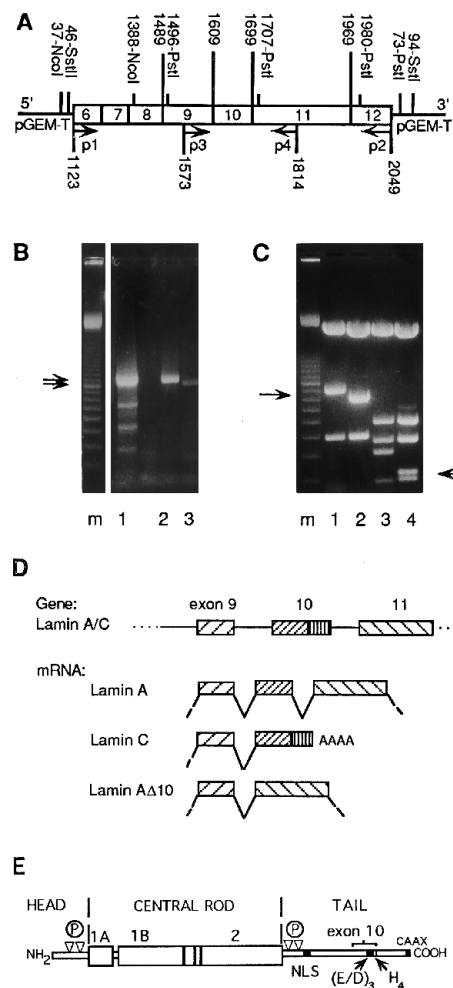 A
46-SstI
37-NcoI
1388-NcoI
1489
1496-PstI
1609
1699
1707-PstI
1969
1980-PstI
94-SstI
73-PstI
5'
3'
pGEM-T
6 7 8 9 10 11 12
pGEM-T
p1
p3
p4
p2
1123
1573
1814
2049
B
m 1 2 3
C
m 1 2 3 4
D
Gene: exon 9 10 11
Lamin A/C
mRNA:
Lamin A
Lamin C AAAA
Lamin AΔ10
E
HEAD CENTRAL ROD TAIL
P
P
1A 1B 2
exon 10
CAAX
NH2
COOH
NLS
(E/D)3
H4